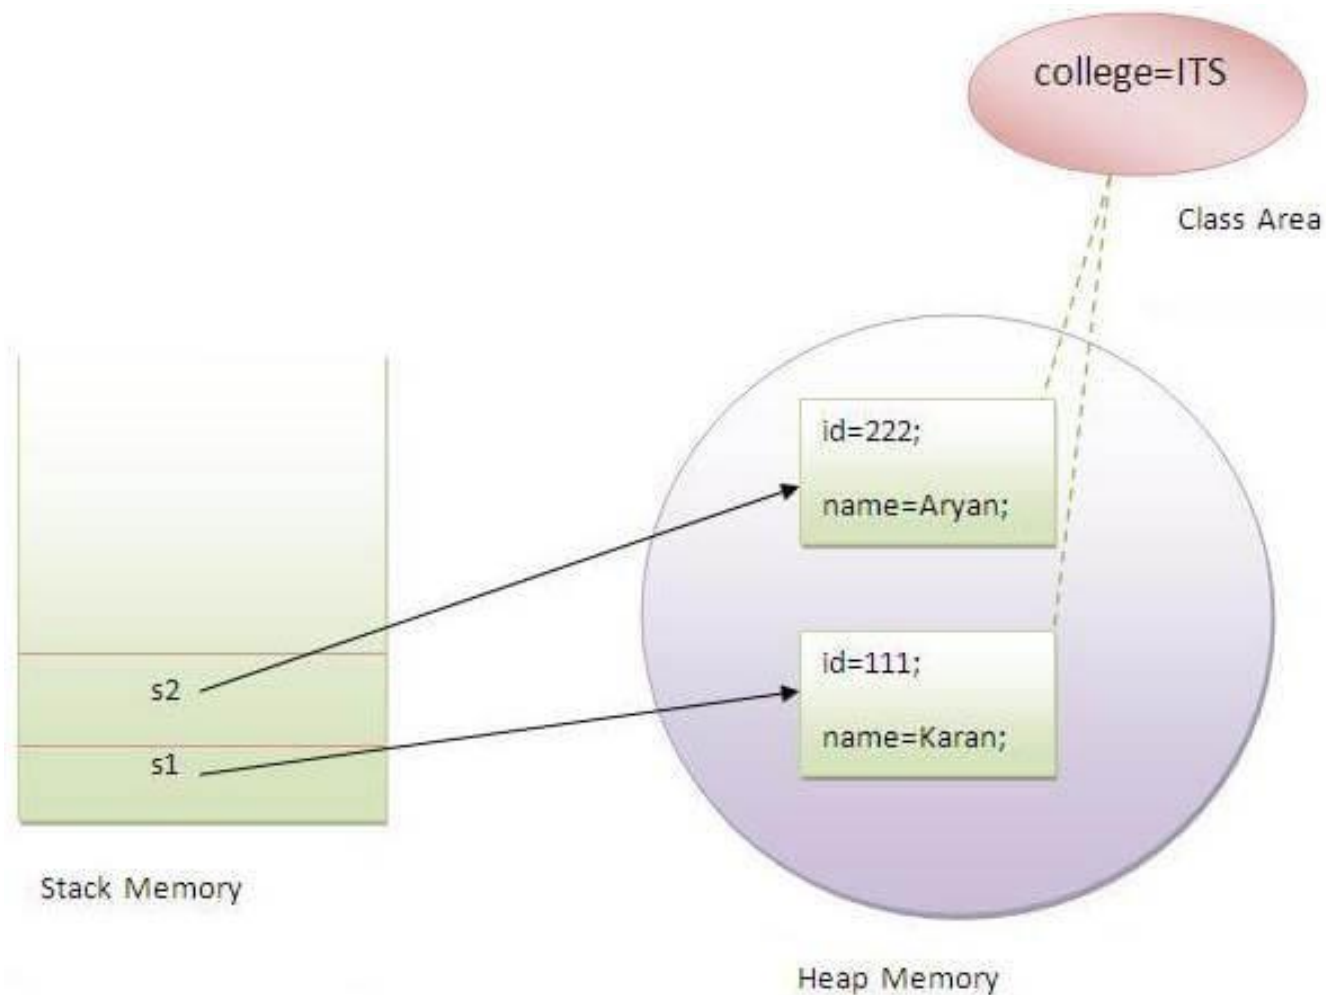 college=ITS
Class Area
id=222;
name=Aryan;
s2
id=111;
name=Karan;
s1
Stack Memory
Heap Memory